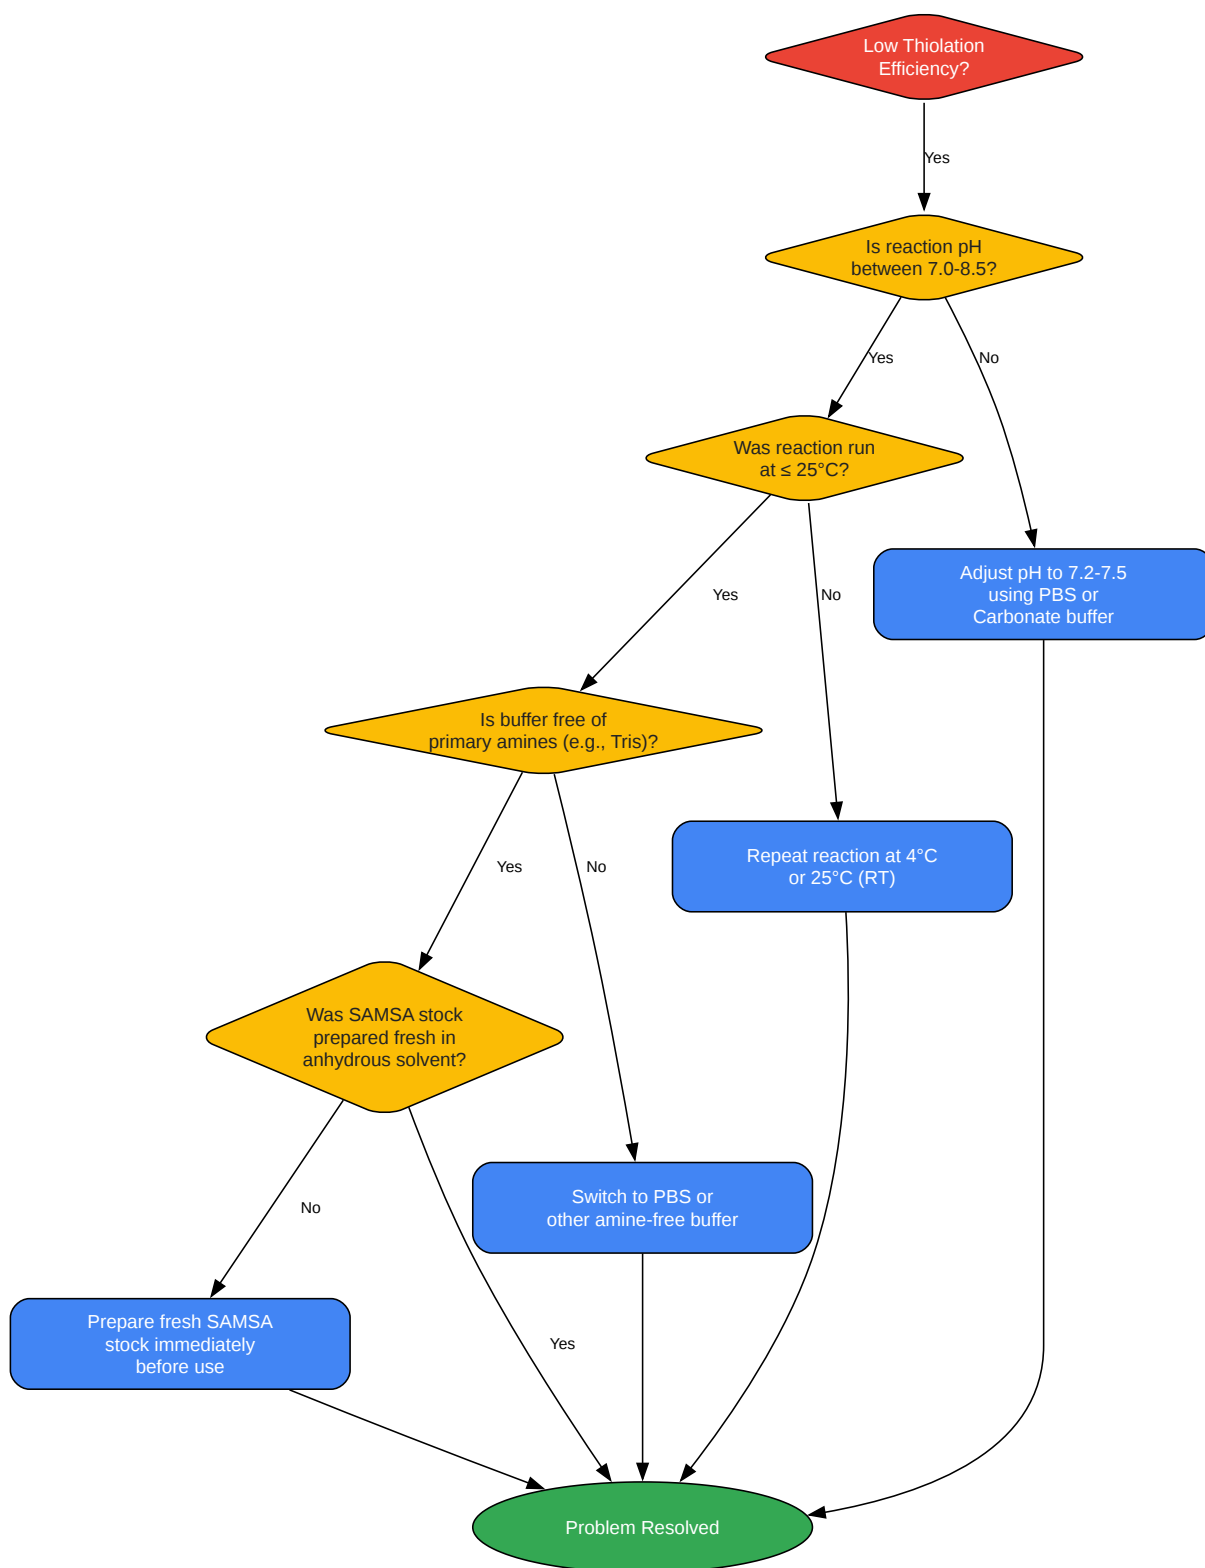 Low Thiolation
Efficiency?
Yes
Is reaction pH
between 7.0-8.5?
Yes
No
Was reaction run
at ≤ 25°C?
Adjust pH to 7.2-7.5
using PBS or
Carbonate buffer
Yes
No
Is buffer free of
primary amines (e.g., Tris)?
Repeat reaction at 4°C
or 25°C (RT)
Yes
No
Was SAMSA stock
prepared fresh in
anhydrous solvent?
Switch to PBS or
other amine-free buffer
No
Prepare fresh SAMSA
stock immediately
before use
Yes
Problem Resolved